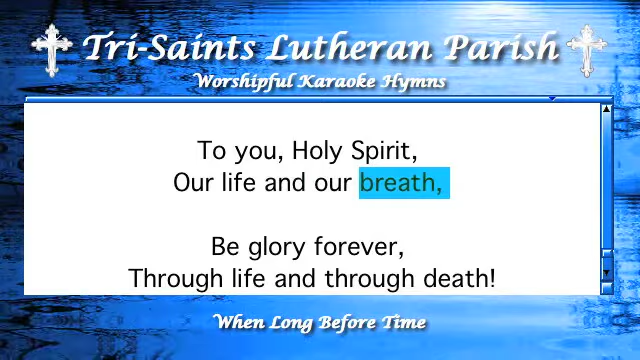 Tri-Saints Lutheran Parish
Worshipful Karaoke Hymns
To you, Holy Spirit,
Our life and our breath,
Be glory forever,
Through life and through death!
When Long Before Time